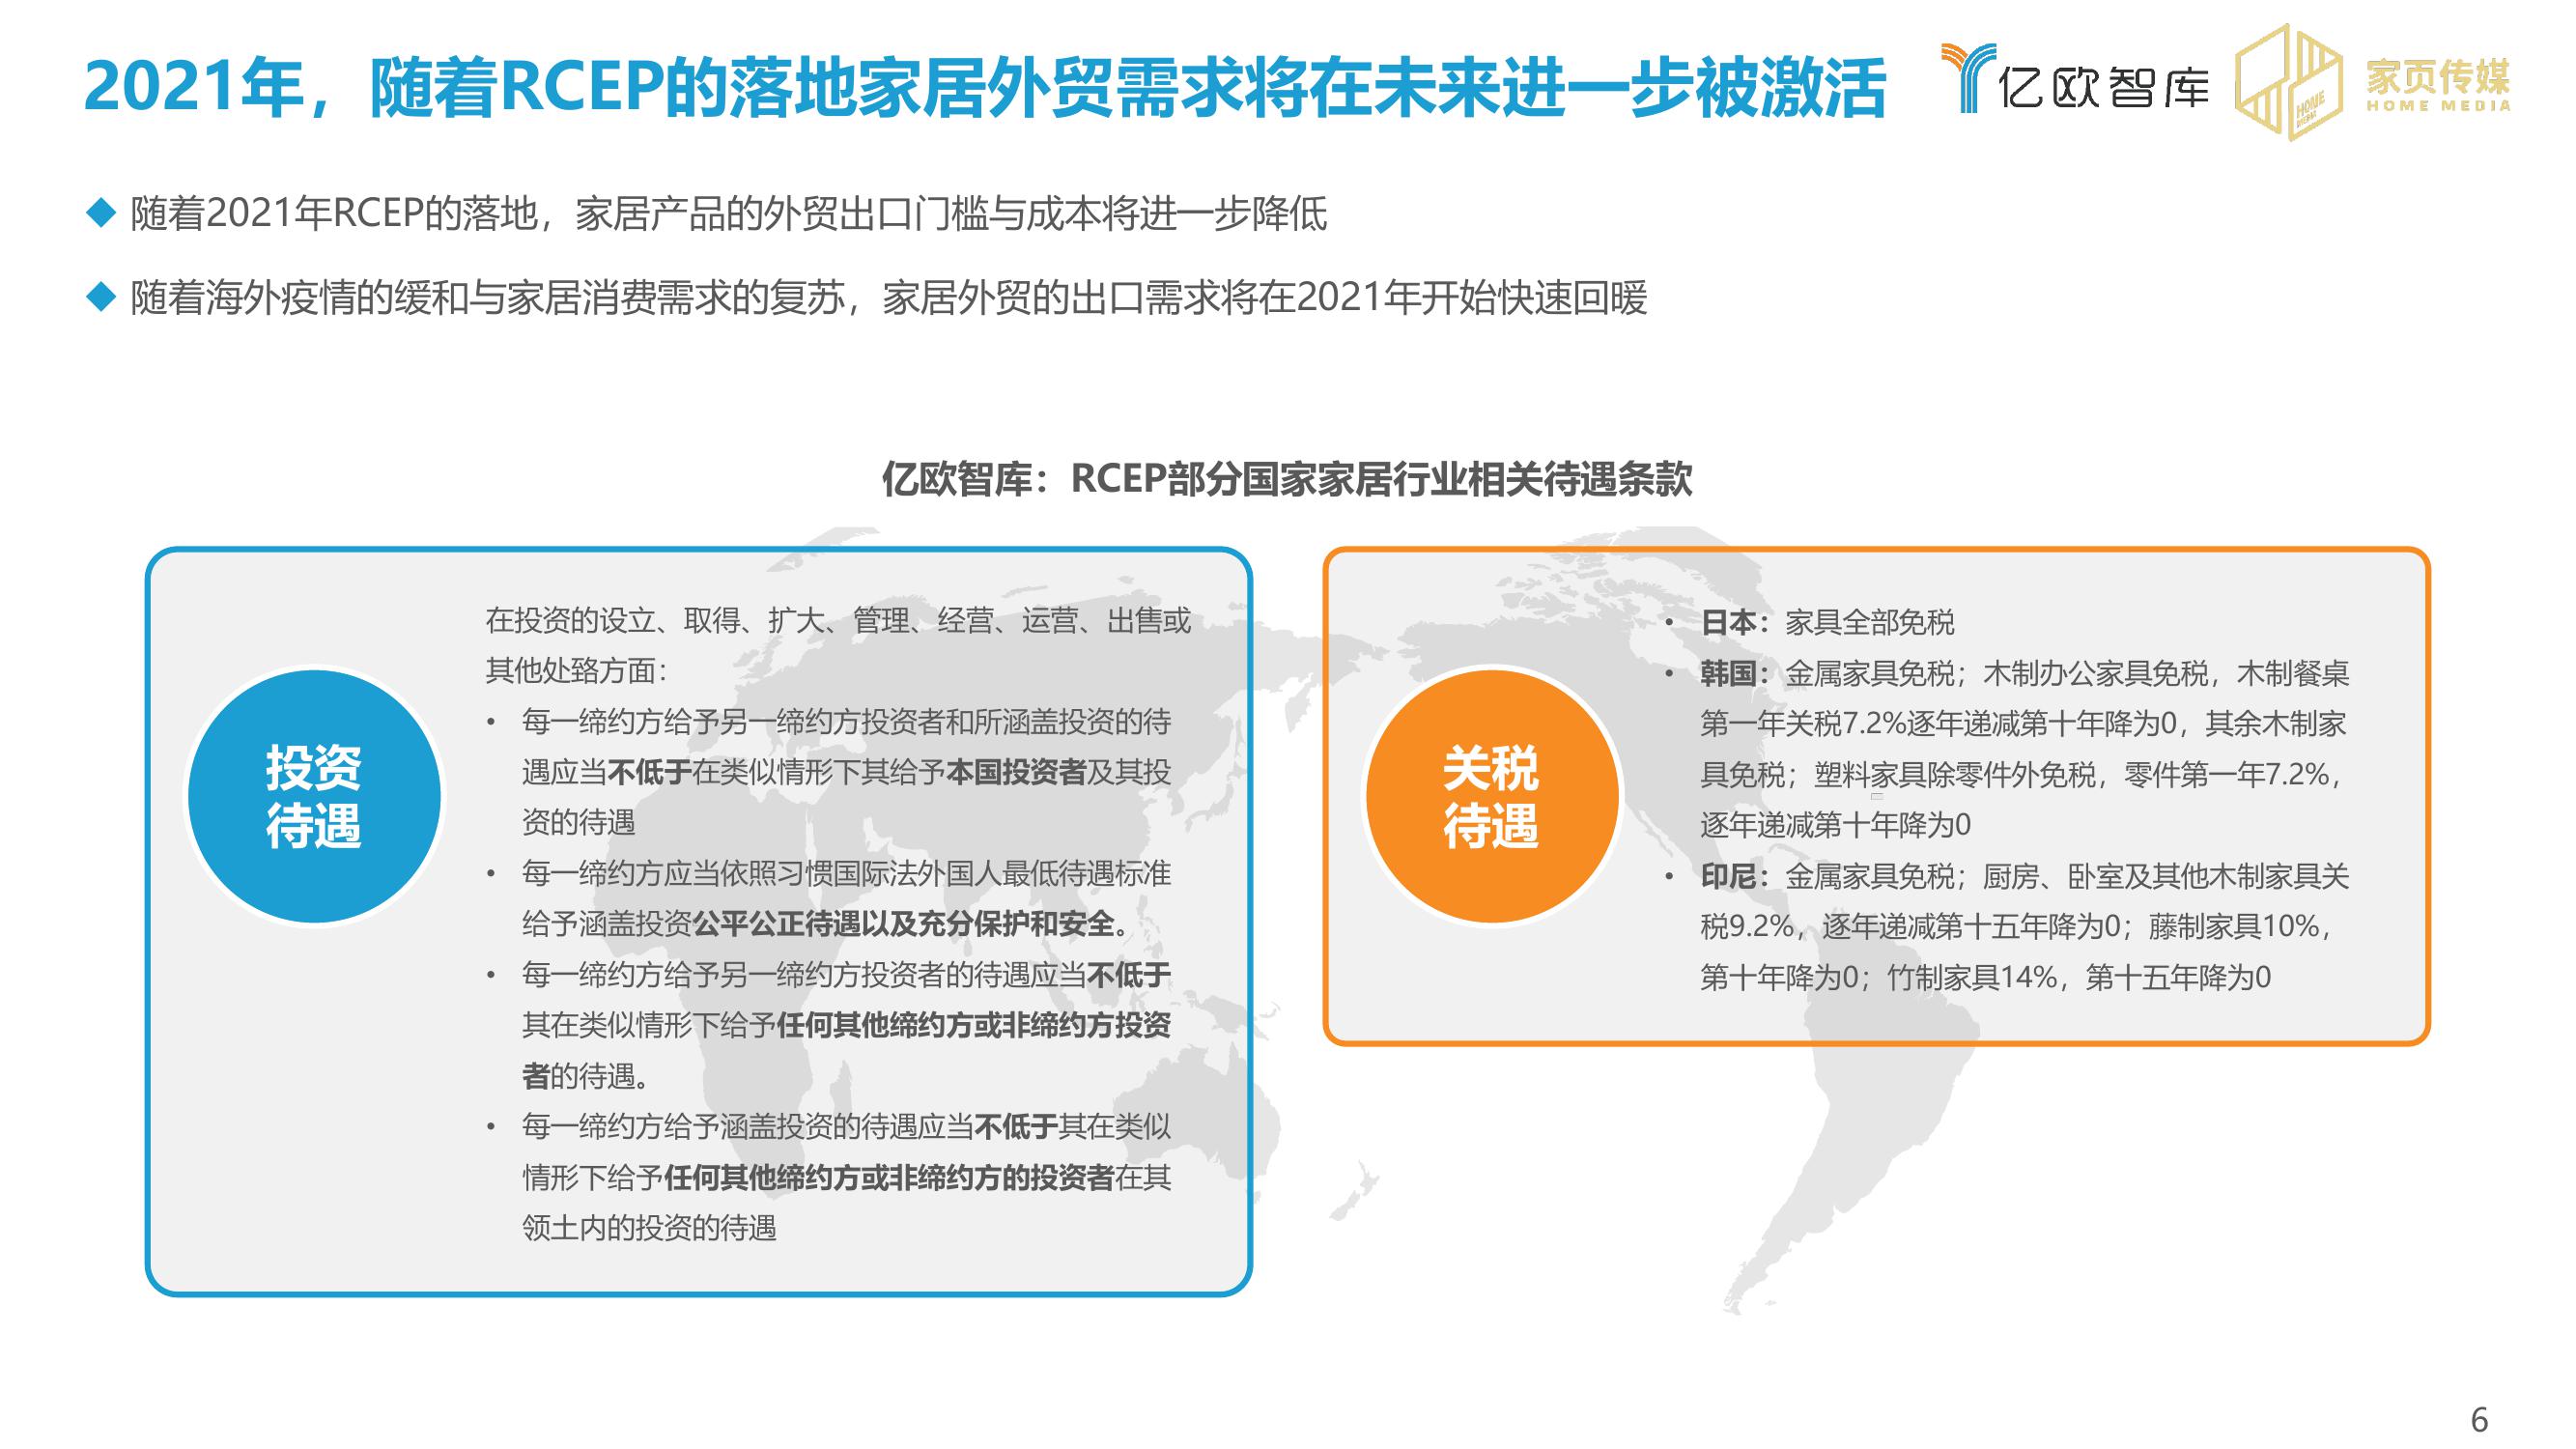 2021年，随着RCEP的落地家居外贸需求将在未来进一步被激活
亿欧智库
家页传媒
HOME MEDIA
随着2021年RCEP的落地，家居产品的外贸出口门槛与成本将进一步降低
随着海外疫情的缓和与家居消费需求的复苏，家居外贸的出口需求将在2021年开始快速回暖
亿欧智库：RCEP部分国家家居行业相关待遇条款
投资
待遇
在投资的设立、取得、扩大、管理、经营、运营、出售或
其他处臵方面：
• 每一缔约方给予另一缔约方投资者和所涵盖投资的待
遇应当不低于在类似情形下其给予本国投资者及其投
资的待遇
• 每一缔约方应当依照习惯国际法外国人最低待遇标准
给予涵盖投资公平公正待遇以及充分保护和安全。
• 每一缔约方给予另一缔约方投资者的待遇应当不低于
其在类似情形下给予任何其他缔约方或非缔约方投资
者的待遇。
• 每一缔约方给予涵盖投资的待遇应当不低于其在类似
情形下给予任何其他缔约方或非缔约方的投资者在其
领土内的投资的待遇
关税
待遇
• 日本：家具全部免税
• 韩国：金属家具免税；木制办公家具免税，木制餐桌
第一年关税7.2%逐年递减第十年降为0，其余木制家
具免税；塑料家具除零件外免税，零件第一年7.2%，
逐年递减第十年降为0
• 印尼：金属家具免税；厨房、卧室及其他木制家具关
税9.2%，逐年递减第十五年降为0；藤制家具10%，
第十年降为0；竹制家具14%，第十五年降为0
6